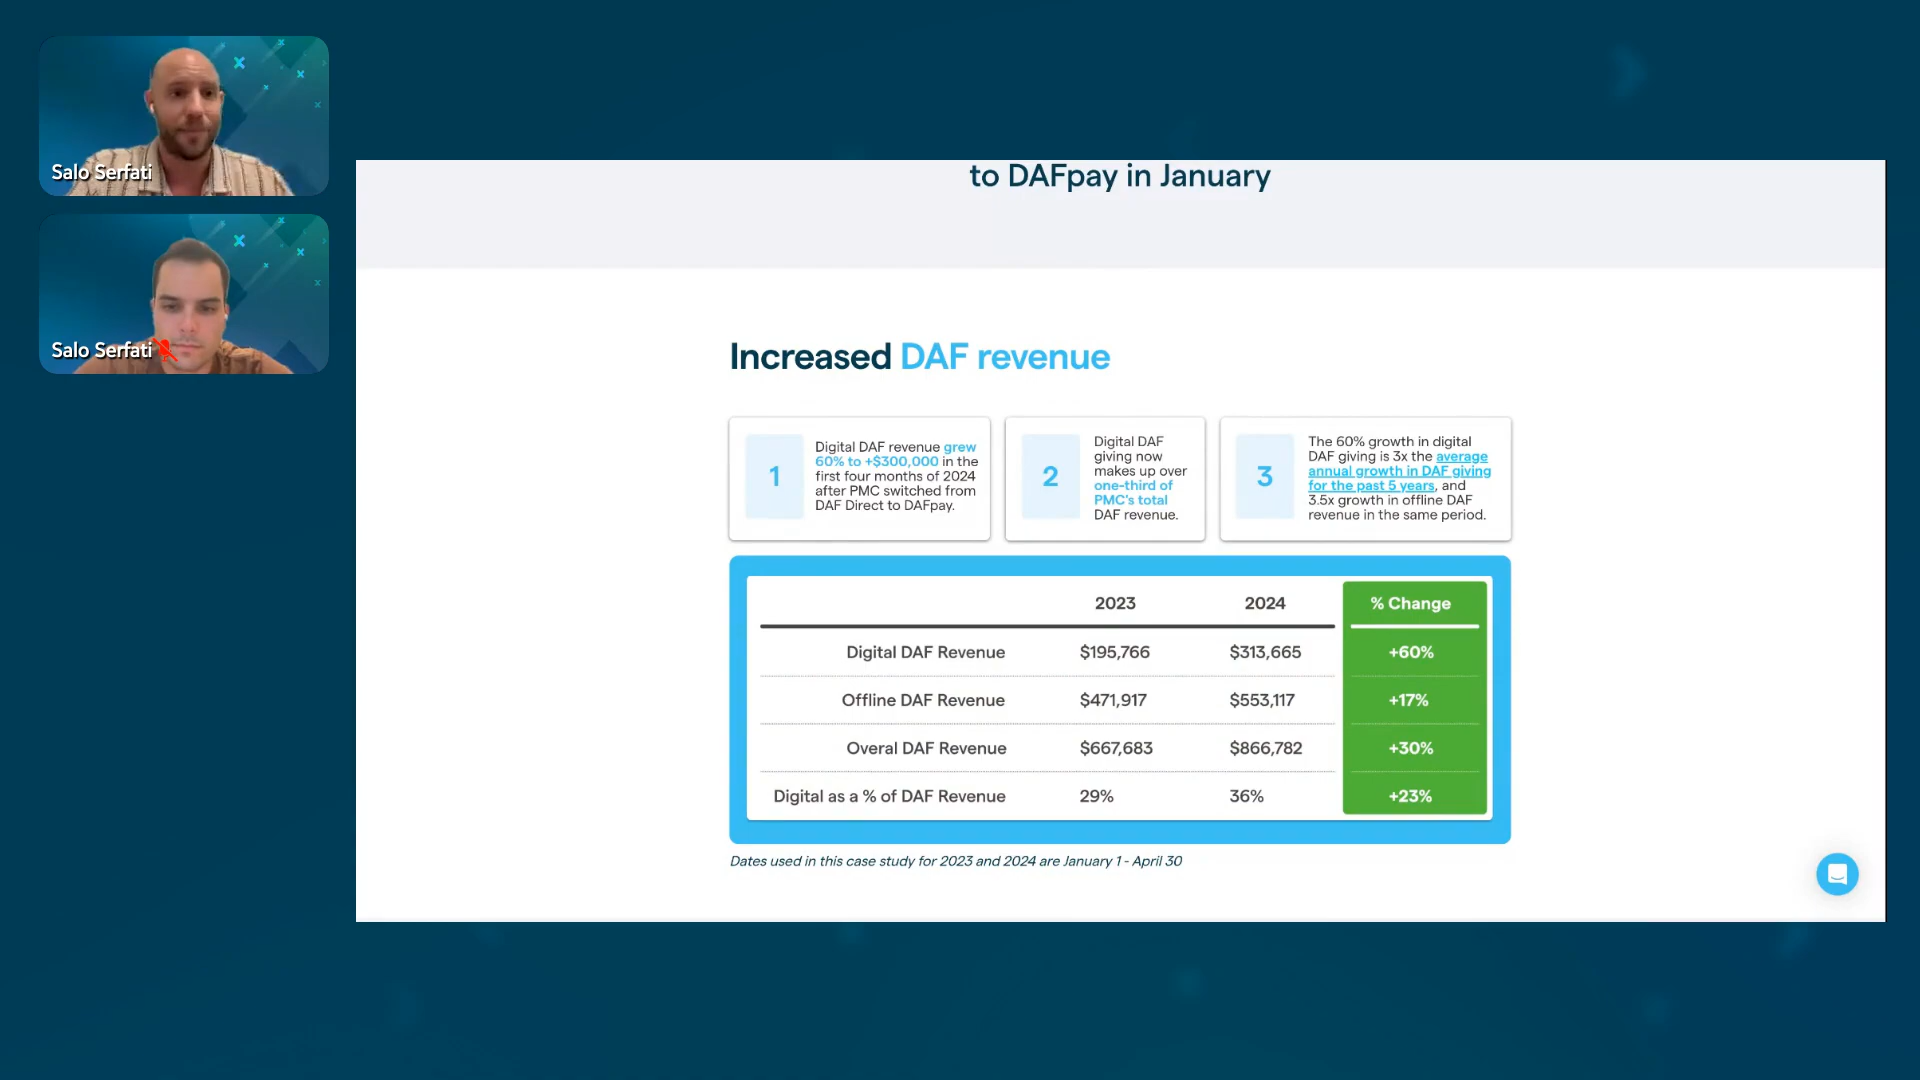 Salo Serfati
Salo Serfati
to DAFpay in January
Increased DAF revenue
1
Digital DAF revenue grew
60% to +$300,000 in the
first four months of 2024
after PMC switched from
DAF Direct to DAFpay.
2
Digital DAF
giving now
makes up over
one-third of
PMC's total
DAF revenue.
3
The 60% growth in digital
DAF giving is 3x the average
annual growth in DAF giving
for the past 5 years, and
3.5x growth in offline DAF
revenue in the same period.
2023 2024 % Change
Digital DAF Revenue $195,766 $313,665 +60%
Offline DAF Revenue $471,917 $553,117 +17%
Overal DAF Revenue $667,683 $866,782 +30%
Digital as a % of DAF Revenue 29% 36% +23%
Dates used in this case study for 2023 and 2024 are January 1 - April 30